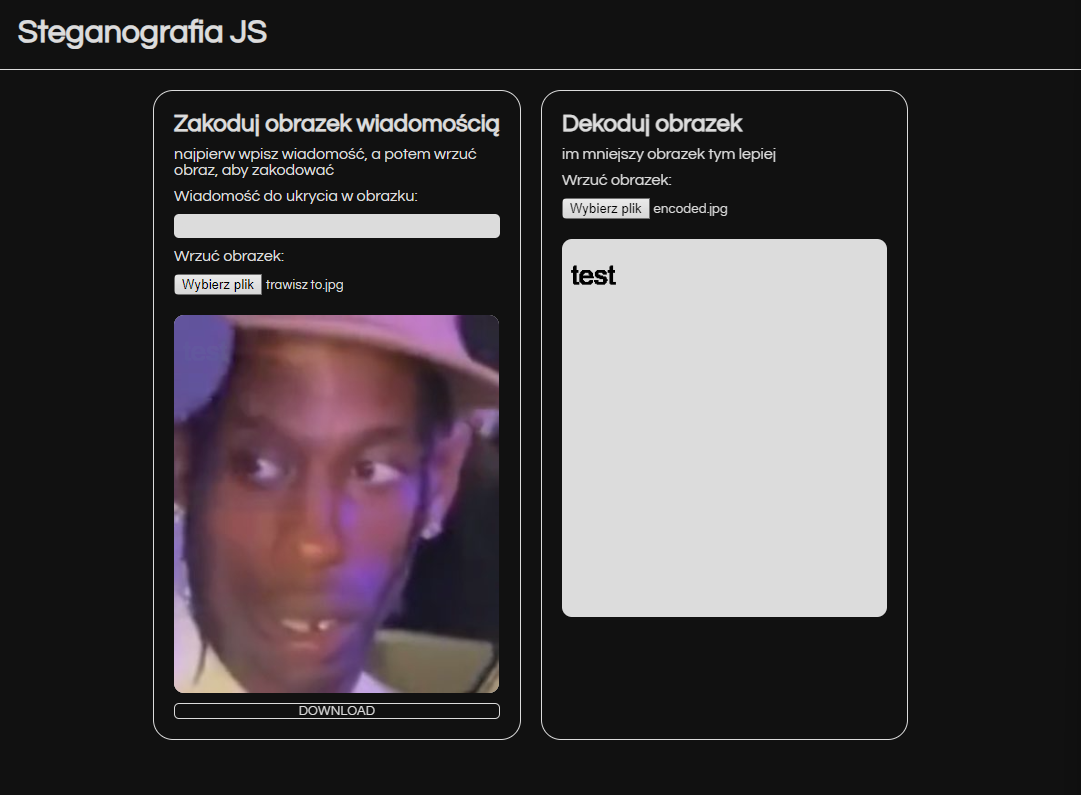 Steganografia JS
Zakoduj obrazek wiadomością
najpierw wpisz wiadomość, a potem wrzuć
obraz, aby zakodować
Wiadomość do ukrycia w obrazku:
Wrzuć obrazek:
Wybierz plik trawisz to.jpg
DOWNLOAD
Dekoduj obrazek
im mniejszy obrazek tym lepiej
Wrzuć obrazek:
Wybierz plik encoded.jpg
test